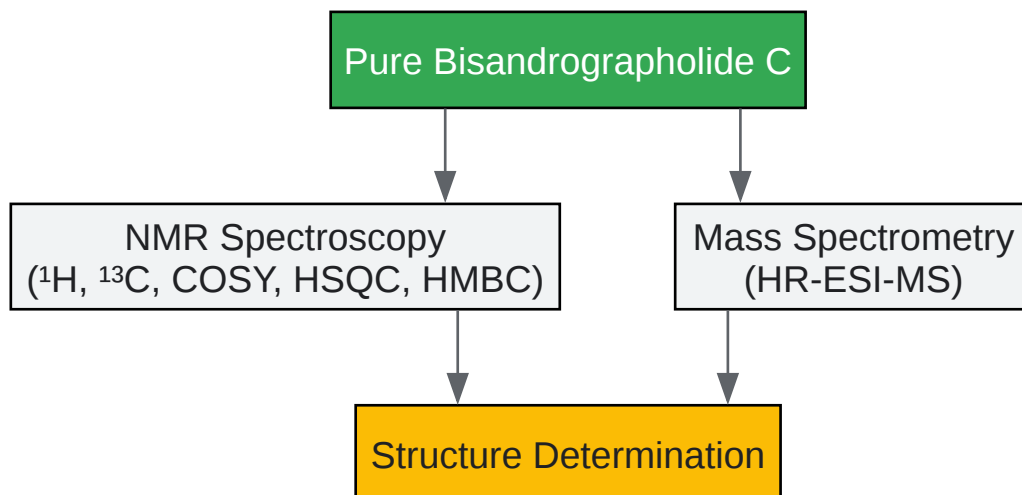 Pure Bisandrographolide C
NMR Spectroscopy
(¹H, ¹³C, COSY, HSQC, HMBC)
Mass Spectrometry
(HR-ESI-MS)
Structure Determination